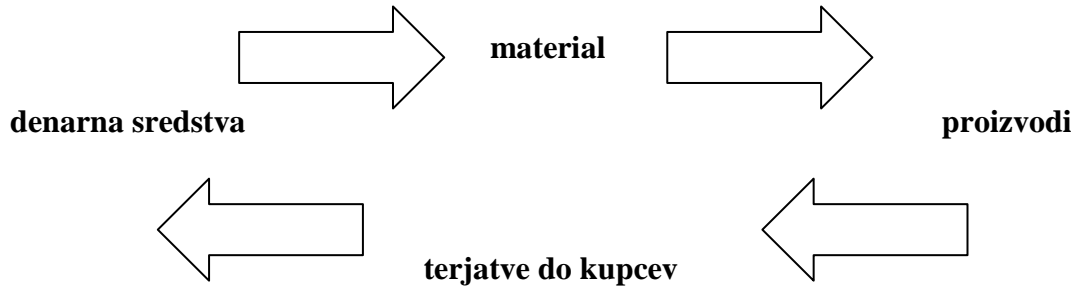 material
denarna sredstva
proizvodi
terjatve do kupcev